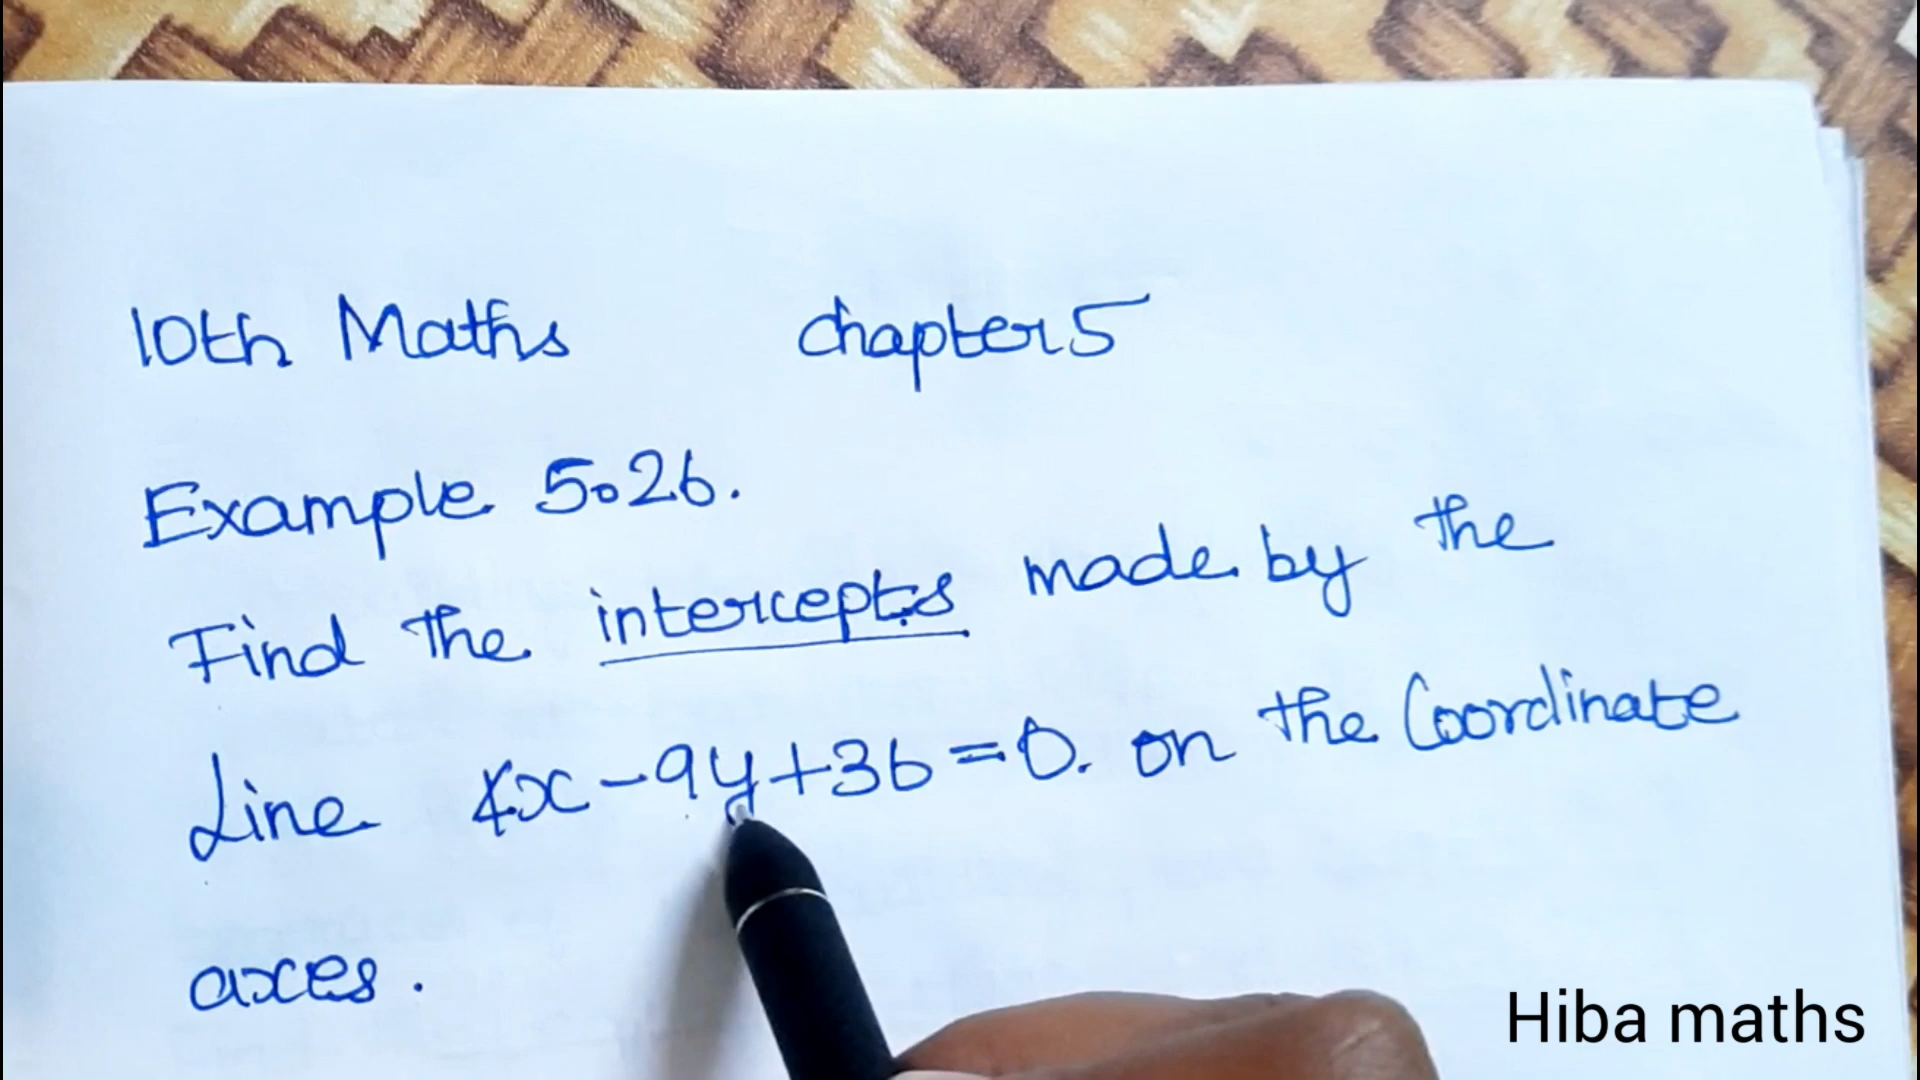 10th Maths chapter 5
Example 5.26.
Find the intercepts made by the
Line 4x-9y+36=0. on the Coordinate
axes.
Hiba maths